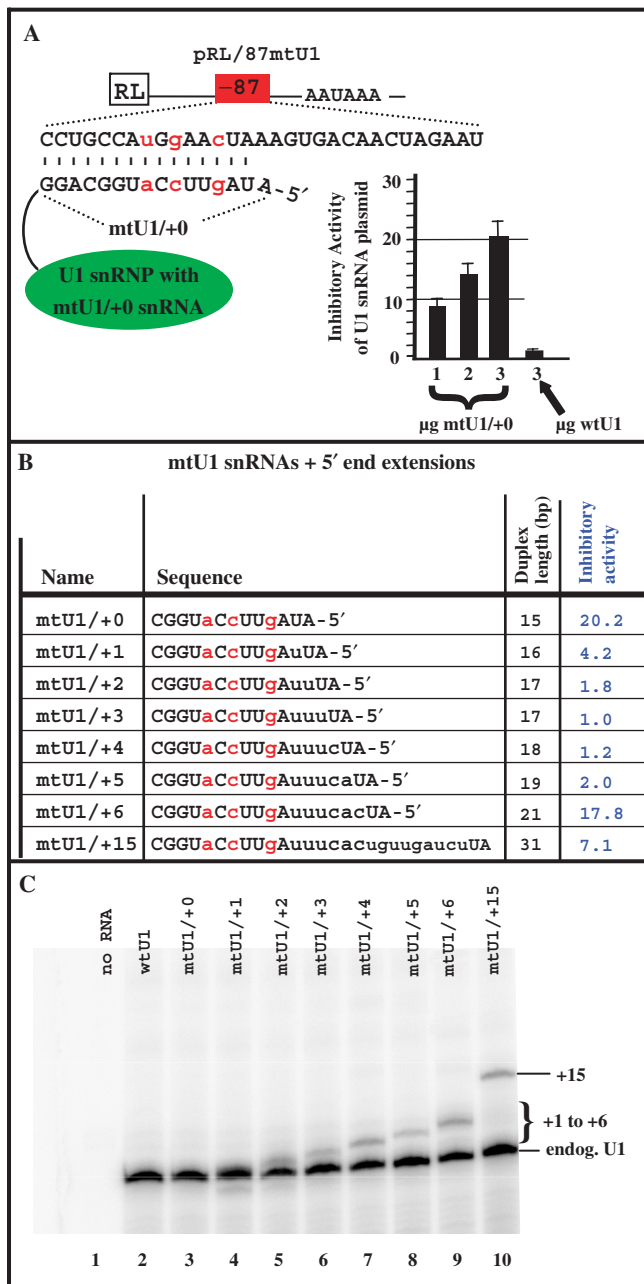 A
pRL/87mtU1
RL
−87
AAUAAA
CCUGCCAuGgAAcUAAAGUGACAACUAGAAU
GGACGGUaCcUUgAUA-5′
mtU1/+0
U1 snRNP with
mtU1/+0 snRNA
Inhibitory Activity
of U1 snRNA plasmid
30
20
10
0
1 2 3 3
µg mtU1/+0
µg wtU1
B
mtU1 snRNAs + 5′ end extensions
Name Sequence Duplex length (bp) Inhibitory activity
mtU1/+0 CGGUaCcUUgAUA-5′ 15 20.2
mtU1/+1 CGGUaCcUUgAuUA-5′ 16 4.2
mtU1/+2 CGGUaCcUUgAuuUA-5′ 17 1.8
mtU1/+3 CGGUaCcUUgAuuuUA-5′ 17 1.0
mtU1/+4 CGGUaCcUUgAuuucUA-5′ 18 1.2
mtU1/+5 CGGUaCcUUgAuuucaUA-5′ 19 2.0
mtU1/+6 CGGUaCcUUgAuuucacUA-5′ 21 17.8
mtU1/+15 CGGUaCcUUgAuuucacuguugaucuUA 31 7.1
C
no RNA
wtU1
mtU1/+0
mtU1/+1
mtU1/+2
mtU1/+3
mtU1/+4
mtU1/+5
mtU1/+6
mtU1/+15
+15
+1 to +6
endog. U1
1 2 3 4 5 6 7 8 9 10